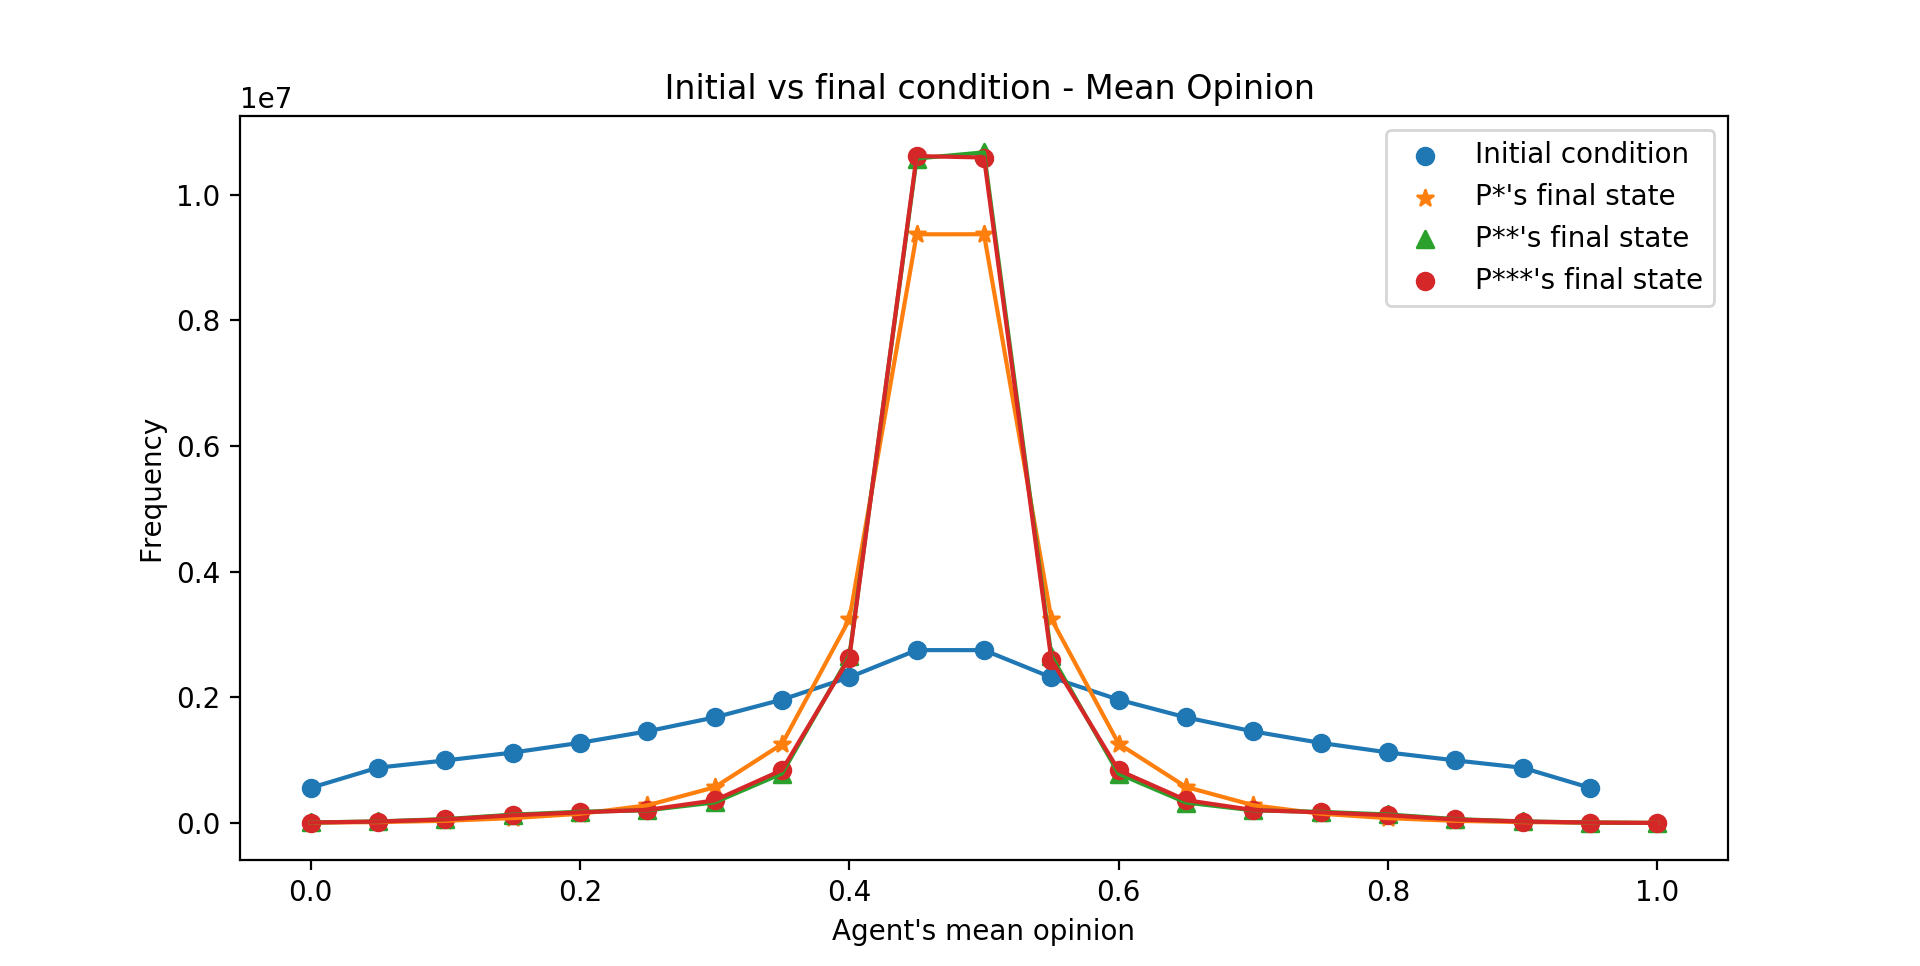 Initial vs final condition - Mean Opinion
1e7
Initial condition
P*'s final state
P**'s final state
P***'s final state
1.0
0.8
0.6
0.4
0.2
0.0
Frequency
0.0 0.2 0.4 0.6 0.8 1.0
Agent's mean opinion